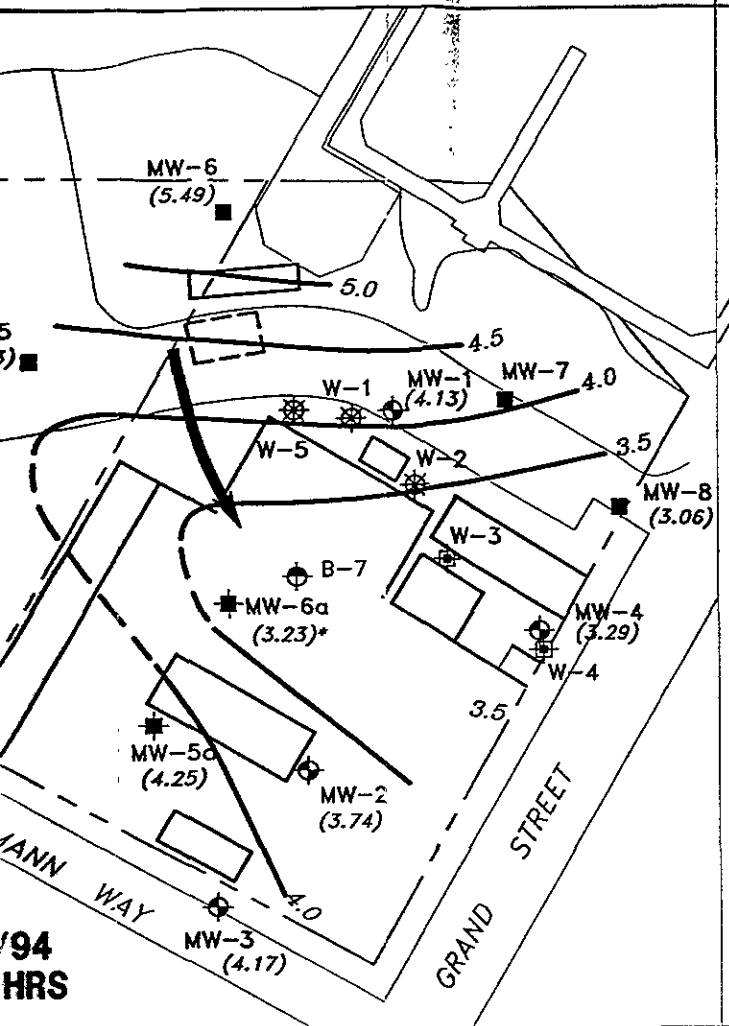 MW-6
(5.49)
5.0
5
4.5
W-1
MW-1
(4.13)
MW-7
4.0
W-5
W-2
3.5
MW-8
(3.06)
W-3
B-7
MW-6a
(3.23)*
MW-4
(3.29)
W-4
3.5
MW-5a
(4.25)
MW-2
(3.74)
MANN WAY
4.0
GRAND STREET
MW-3
(4.17)
/94
HRS